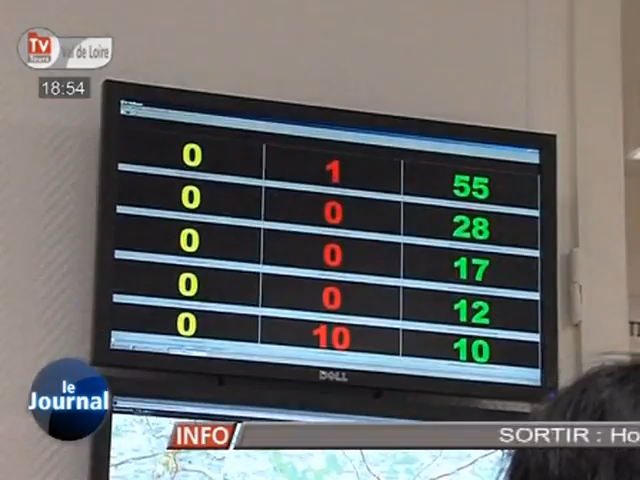 TV
Tours
Val de Loire
18:54
0 1 55
0 0 28
0 0 17
0 0 12
0 10 10
DELL
le
Journal
INFO SORTIR : Ho